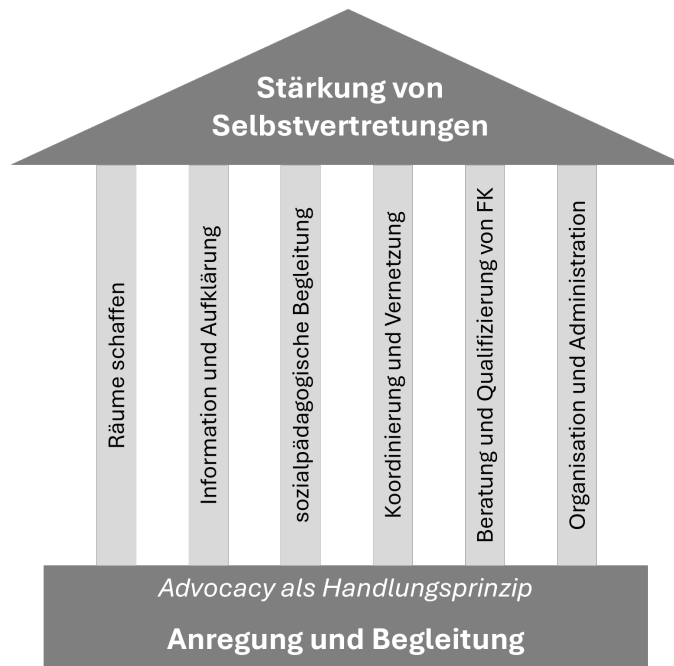 Stärkung von
Selbstvertretungen
Räume schaffen
Information und Aufklärung
sozialpädagogische Begleitung
Koordinierung und Vernetzung
Beratung und Qualifizierung von FK
Organisation und Administration
Advocacy als Handlungsprinzip
Anregung und Begleitung